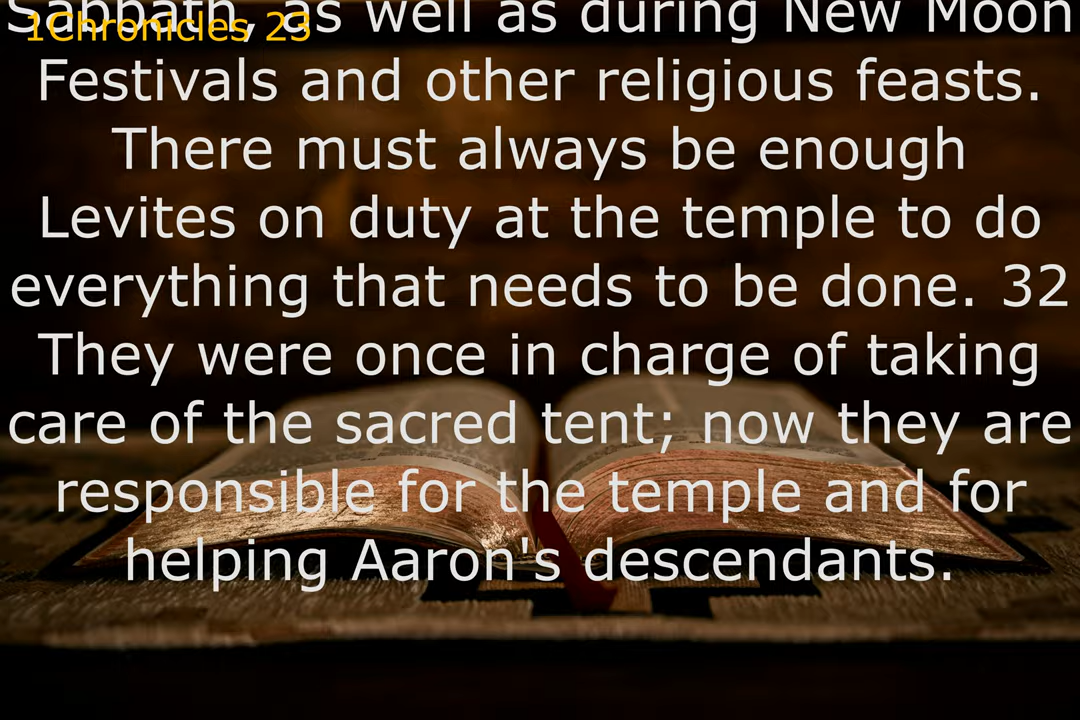 Sabbath, as well as during New Moon
1Chronicles 23
Festivals and other religious feasts.
There must always be enough
Levites on duty at the temple to do
everything that needs to be done. 32
They were once in charge of taking
care of the sacred tent; now they are
responsible for the temple and for
helping Aaron's descendants.